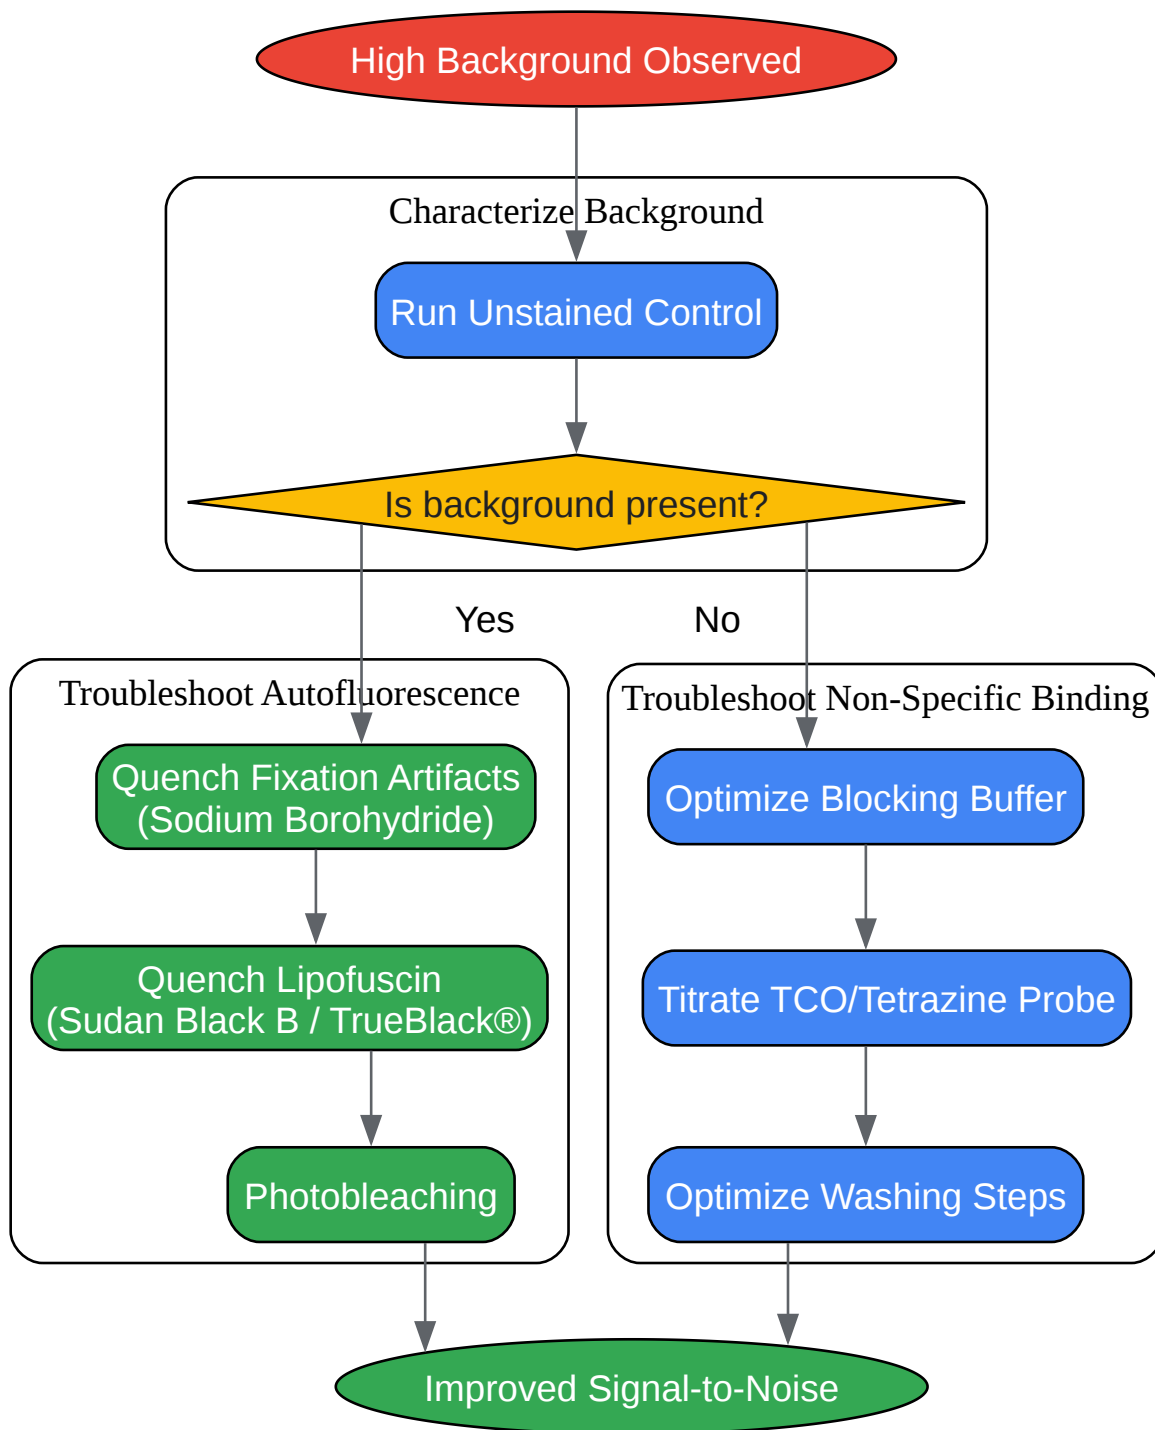 High Background Observed
Characterize Background
Run Unstained Control
Is background present?
Yes
No
Troubleshoot Autofluorescence
Quench Fixation Artifacts
(Sodium Borohydride)
Quench Lipofuscin
(Sudan Black B / TrueBlack®)
Photobleaching
Troubleshoot Non-Specific Binding
Optimize Blocking Buffer
Titrate TCO/Tetrazine Probe
Optimize Washing Steps
Improved Signal-to-Noise